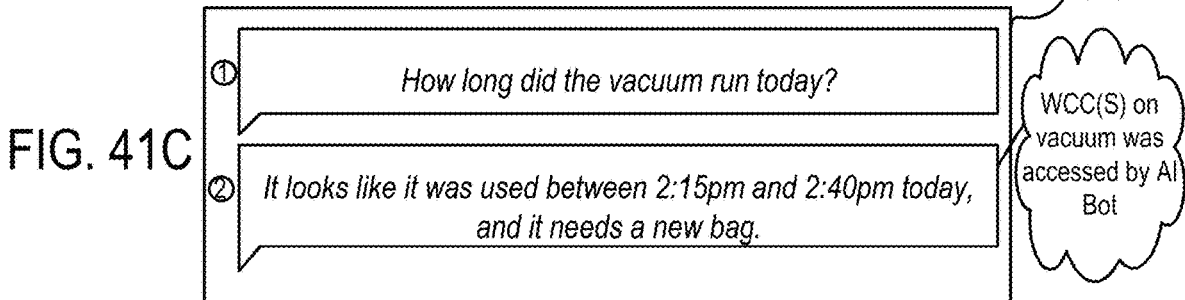 FIG. 41C
① How long did the vacuum run today?
② It looks like it was used between 2:15pm and 2:40pm today,
and it needs a new bag.
WCC(S) on
vacuum was
accessed by AI
Bot